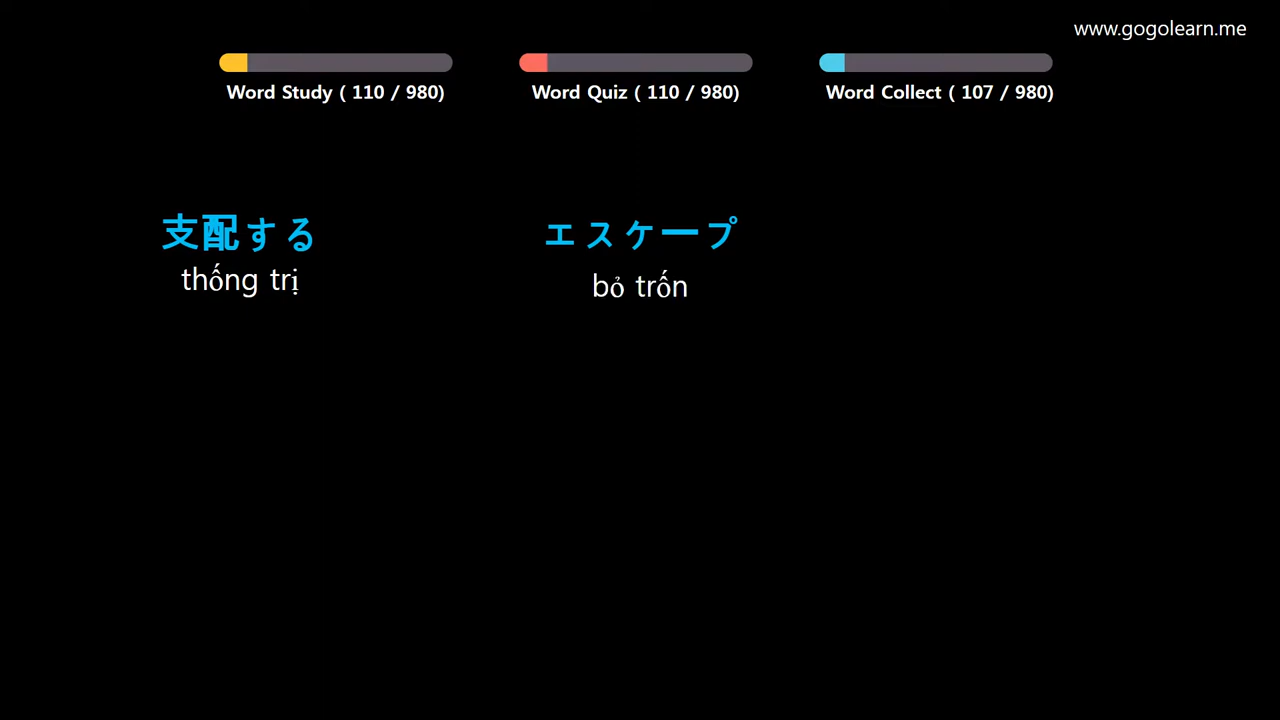 www.gogolearn.me
Word Study ( 110 / 980)
Word Quiz ( 110 / 980)
Word Collect ( 107 / 980)
支配する
thống trị
エスケープ
bỏ trốn